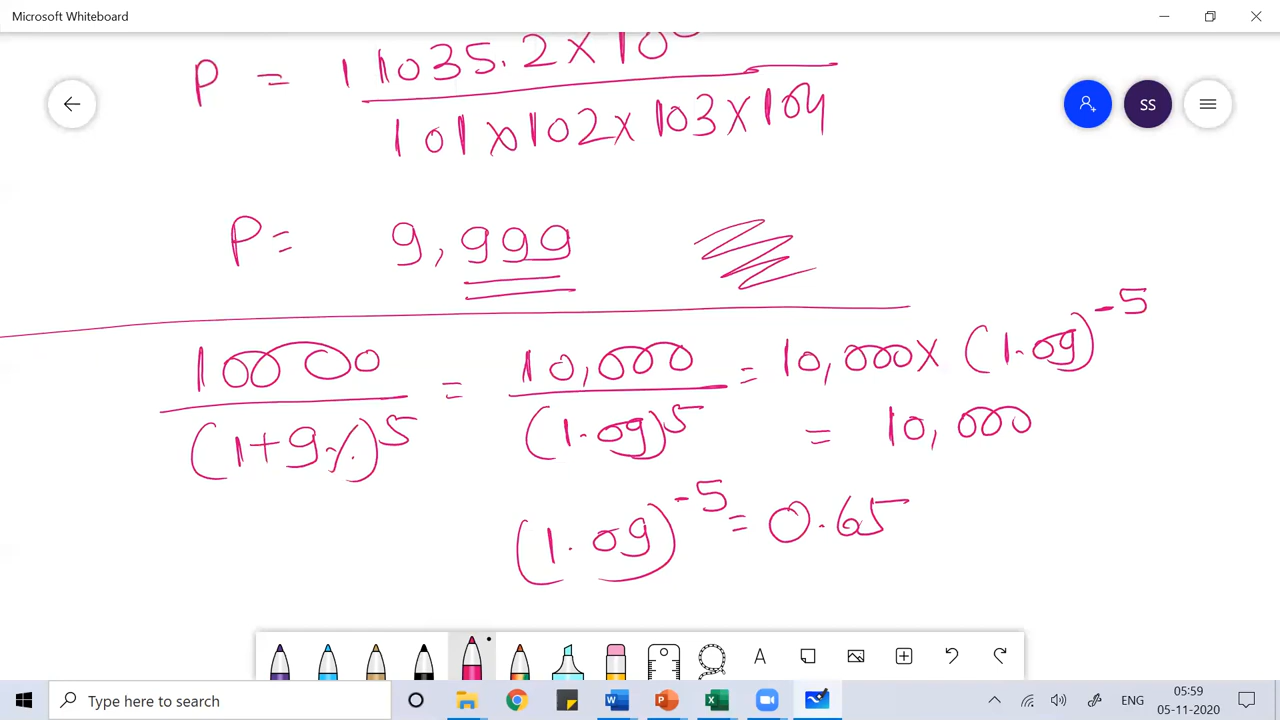 Microsoft Whiteboard
P = 11035.2 x 10
101 x 102 x 103 x 104
SS
P = 9,999
10000 / (1+9%)^5 = 10,000 / (1.09)^5 = 10,000 x (1.09)^-5
= 10,000
(1.09)^-5 = 0.65
A
Type here to search
ENG
05:59
05-11-2020